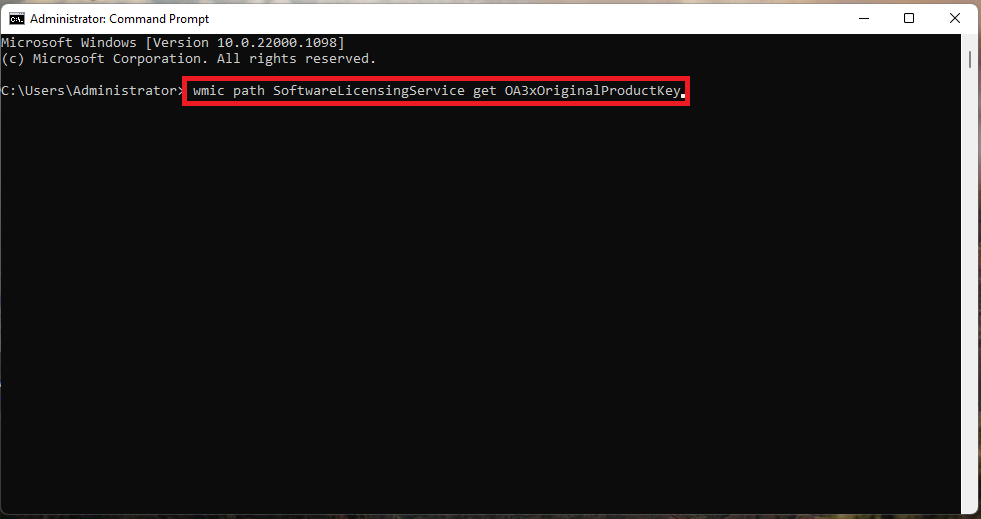 Administrator: Command Prompt
Microsoft Windows [Version 10.0.22000.1098]
(c) Microsoft Corporation. All rights reserved.
C:\Users\Administrator> wmic path SoftwareLicensingService get OA3xOriginalProductKey